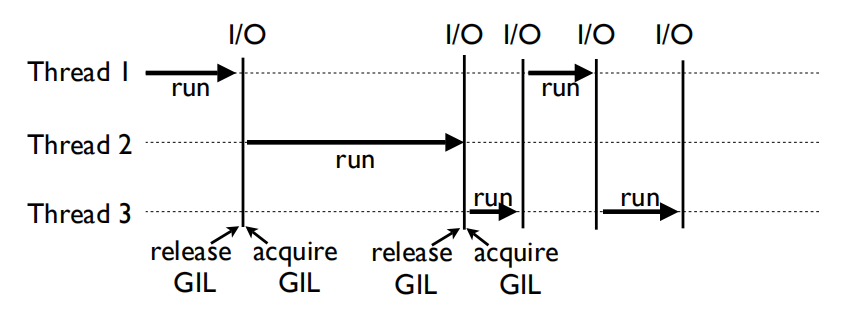 I/O I/O I/O I/O I/O
Thread 1
run run
Thread 2
run
run run
Thread 3
release acquire release acquire
GIL GIL GIL GIL